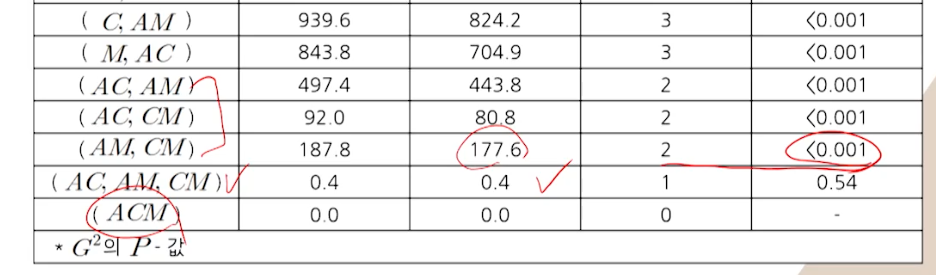 ( C, AM ) 939.6 824.2 3 <0.001
( M, AC ) 843.8 704.9 3 <0.001
( AC, AM ) 497.4 443.8 2 <0.001
( AC, CM ) 92.0 80.8 2 <0.001
( AM, CM ) 187.8 177.6 2 <0.001
( AC, AM, CM ) 0.4 0.4 1 0.54
( ACM ) 0.0 0.0 0 -
* G²의 P - 값